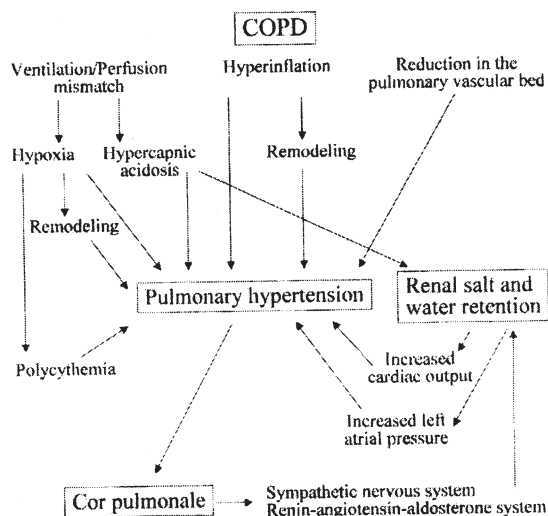 COPD
Ventilation/Perfusion
mismatch
Hyperinflation
Reduction in the
pulmonary vascular bed
Hypoxia
Hypercapnic
acidosis
Remodeling
Remodeling
Pulmonary hypertension
Renal salt and
water retention
Polycythemia
Increased
cardiac output
Increased left
atrial pressure
Cor pulmonale
Sympathetic nervous system
Renin-angiotensin-aldosterone system